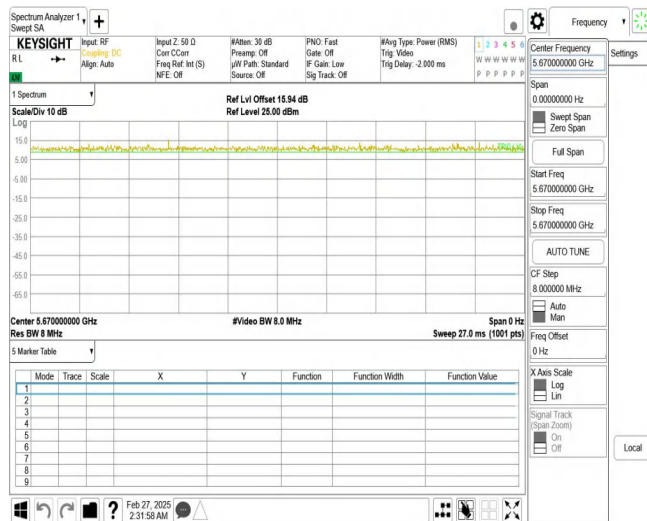 Spectrum Analyzer 1
Swept SA
+
Frequency
KEYSIGHT
RL
Input: RF
Coupling: DC
Align: Auto
Input Z: 50 Ω
Corr CCorr
Freq Ref: Int (S)
NFE: Off
#Atten: 30 dB
Preamp: Off
µW Path: Standard
Source: Off
PNO: Fast
Gate: Off
IF Gain: Low
Sig Track: Off
#Avg Type: Power (RMS)
Trig: Video
Trig Delay: -2.000 ms
1 2 3 4 5 6
W W W W W W
P P P P P P
1 Spectrum
Scale/Div 10 dB
Log
Ref Lvl Offset 15.94 dB
Ref Level 25.00 dBm
15.0
5.00
-5.00
-15.0
-25.0
-35.0
-45.0
-55.0
-65.0
Center 5.670000000 GHz
Res BW 8 MHz
#Video BW 8.0 MHz
Span 0 Hz
Sweep 27.0 ms (1001 pts)
5 Marker Table
Mode Trace Scale X Y Function Function Width Function Value
1
2
3
4
5
6
7
8
9
Feb 27, 2025
2:31:58 AM
Center Frequency
5.670000000 GHz
Settings
Span
0.00000000 Hz
Swept Span
Zero Span
Full Span
Start Freq
5.670000000 GHz
Stop Freq
5.670000000 GHz
AUTO TUNE
CF Step
8.000000 MHz
Auto
Man
Freq Offset
0 Hz
X Axis Scale
Log
Lin
Signal Track
(Span Zoom)
On
Off
Local